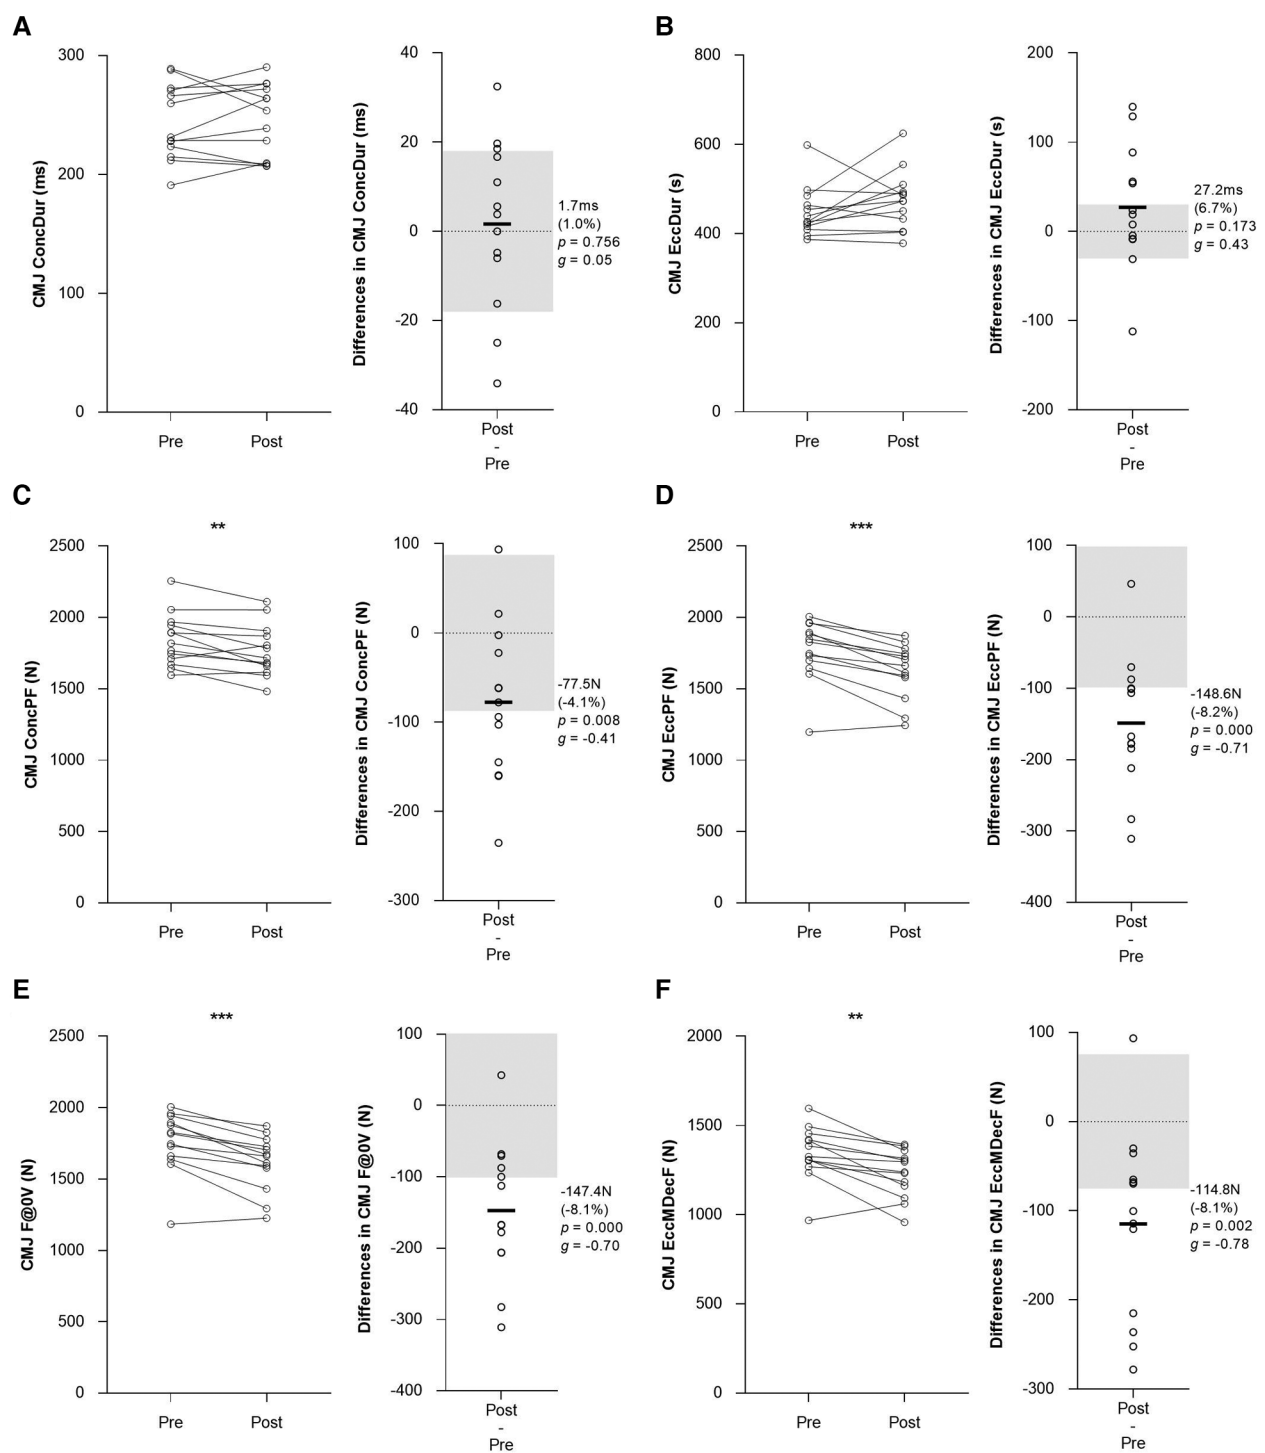 A
CMJ ConcDur (ms)
300
200
100
0
Pre
Post
Differences in CMJ ConcDur (ms)
40
20
0
-20
-40
1.7ms
(1.0%)
p = 0.756
g = 0.05
Post
-
Pre
B
CMJ EccDur (s)
800
600
400
200
0
Pre
Post
Differences in CMJ EccDur (s)
200
100
0
-100
-200
27.2ms
(6.7%)
p = 0.173
g = 0.43
Post
-
Pre
C
**
CMJ ConcPF (N)
2500
2000
1500
1000
500
0
Pre
Post
Differences in CMJ ConcPF (N)
100
0
-100
-200
-300
-77.5N
(-4.1%)
p = 0.008
g = -0.41
Post
-
Pre
D
***
CMJ EccPF (N)
2500
2000
1500
1000
500
0
Pre
Post
Differences in CMJ EccPF (N)
100
0
-100
-200
-300
-400
-148.6N
(-8.2%)
p = 0.000
g = -0.71
Post
-
Pre
E
***
CMJ F@0V (N)
2500
2000
1500
1000
500
0
Pre
Post
Differences in CMJ F@0V (N)
100
0
-100
-200
-300
-400
-147.4N
(-8.1%)
p = 0.000
g = -0.70
Post
-
Pre
F
**
CMJ EccMDecF (N)
2000
1500
1000
500
0
Pre
Post
Differences in CMJ EccMDecF (N)
100
0
-100
-200
-300
-114.8N
(-8.1%)
p = 0.002
g = -0.78
Post
-
Pre